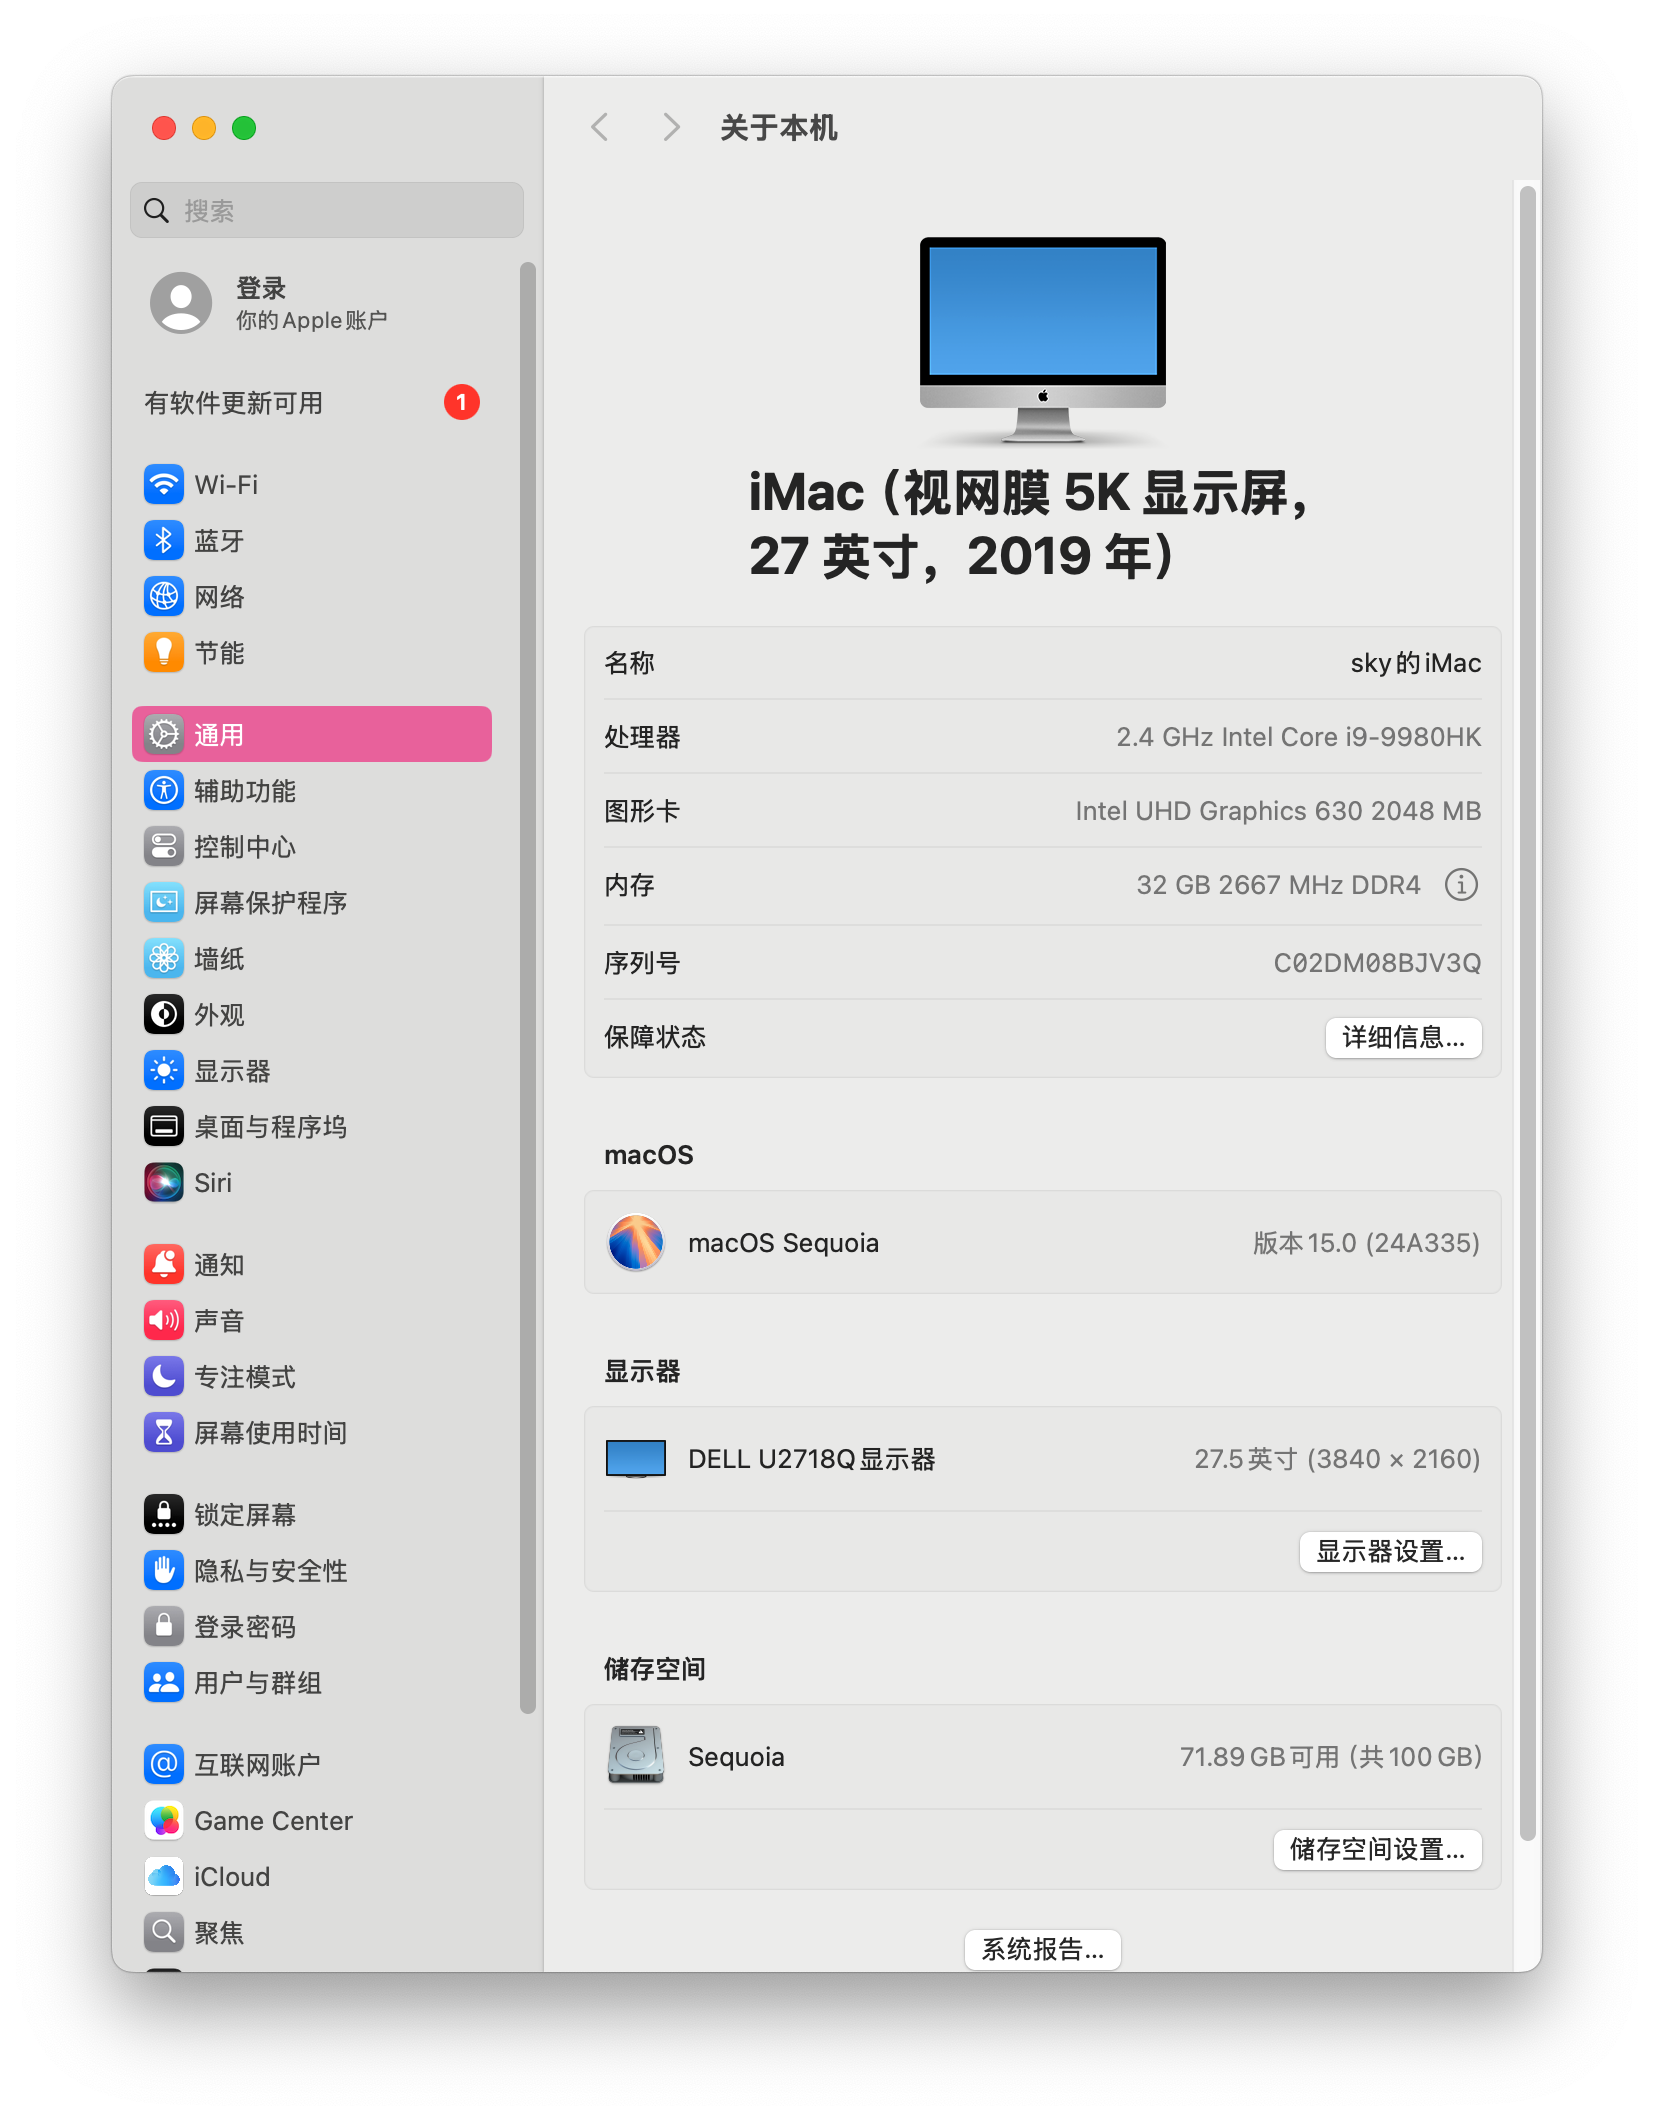 关于本机
搜索
登录
你的Apple账户
有软件更新可用
1
Wi-Fi
蓝牙
网络
节能
通用
辅助功能
控制中心
屏幕保护程序
墙纸
外观
显示器
桌面与程序坞
Siri
通知
声音
专注模式
屏幕使用时间
锁定屏幕
隐私与安全性
登录密码
用户与群组
互联网账户
Game Center
iCloud
聚焦
iMac（视网膜 5K 显示屏，
27 英寸，2019 年）
名称 sky的iMac
处理器 2.4 GHz Intel Core i9-9980HK
图形卡 Intel UHD Graphics 630 2048 MB
内存 32 GB 2667 MHz DDR4
序列号 C02DM08BJV3Q
保障状态 详细信息...
macOS
macOS Sequoia 版本15.0 (24A335)
显示器
DELL U2718Q显示器 27.5英寸 (3840 × 2160)
显示器设置...
储存空间
Sequoia 71.89 GB可用（共100 GB)
储存空间设置...
系统报告...